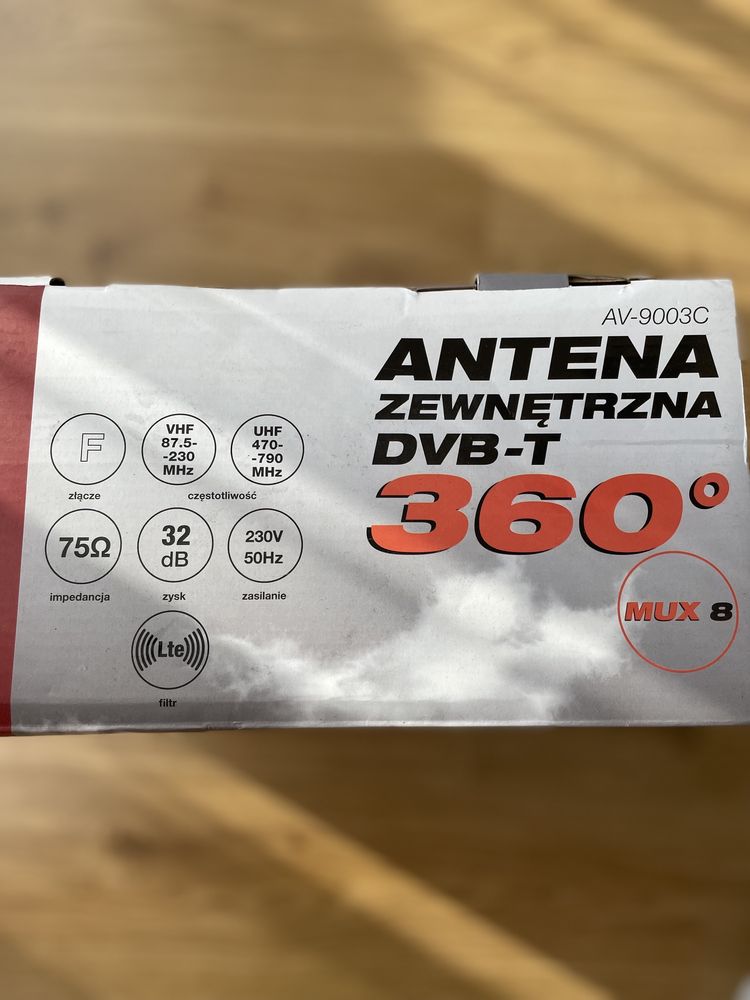 AV-9003C
ANTENA
ZEWNĘTRZNA
DVB-T
360°
MUX 8
F
VHF
87.5-
-230
MHz
UHF
470-
-790
MHz
złącze
częstotliwość
75Ω
32
dB
230V
50Hz
impedancja
zysk
zasilanie
Lte
filtr